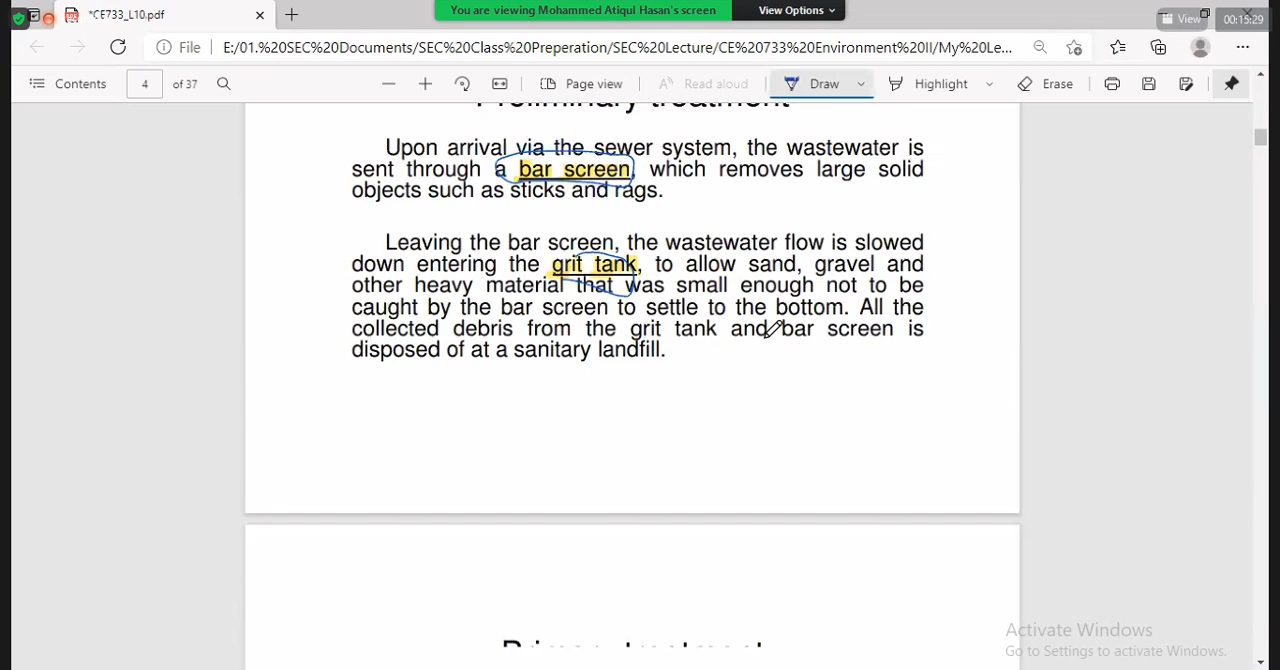 *CE733_L10.pdf
You are viewing Mohammed Atiqul Hasan's screen
View Options
View
00:15:29
File
E:/01.%20SEC%20Documents/SEC%20Class%20Preperation/SEC%20Lecture/CE%20733%20Environment%20II/My%20Le...
Contents
4
of 37
Page view
Read aloud
Draw
Highlight
Erase
Preliminary treatment
Upon arrival via the sewer system, the wastewater is
sent through a bar screen, which removes large solid
objects such as sticks and rags.
Leaving the bar screen, the wastewater flow is slowed
down entering the grit tank, to allow sand, gravel and
other heavy material that was small enough not to be
caught by the bar screen to settle to the bottom. All the
collected debris from the grit tank and bar screen is
disposed of at a sanitary landfill.
Primary treatment
Activate Windows
Go to Settings to activate Windows.